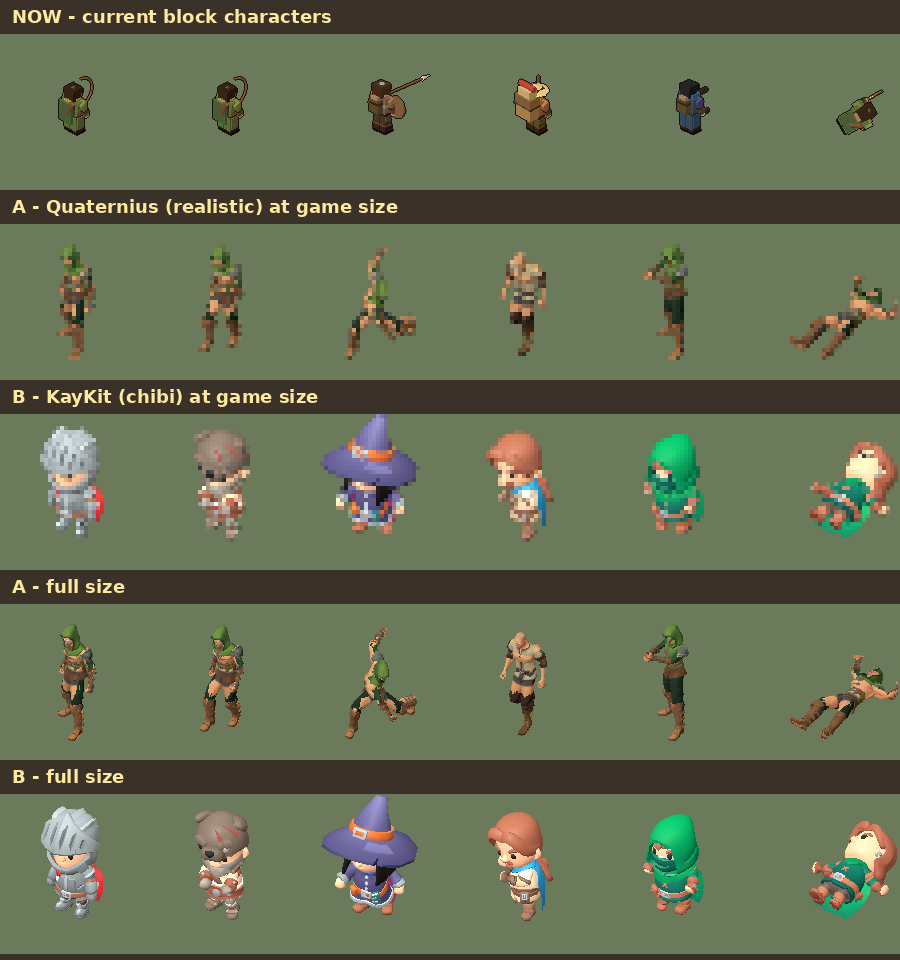 NOW - current block characters
A - Quaternius (realistic) at game size
B - KayKit (chibi) at game size
A - full size
B - full size